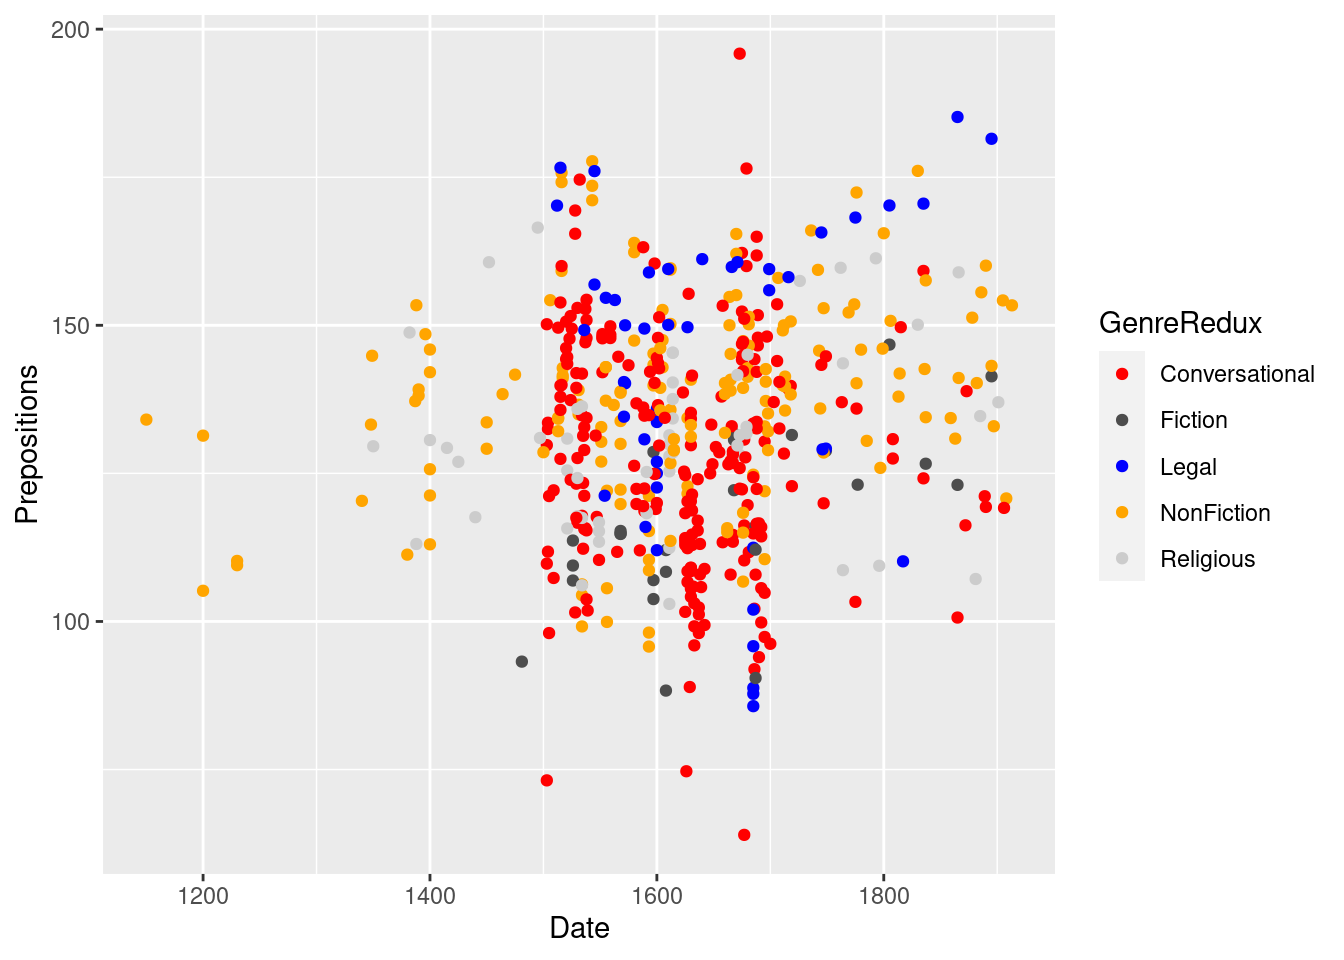 200
150
100
Prepositions
1200 1400 1600 1800
Date
GenreRedux
Conversational
Fiction
Legal
NonFiction
Religious